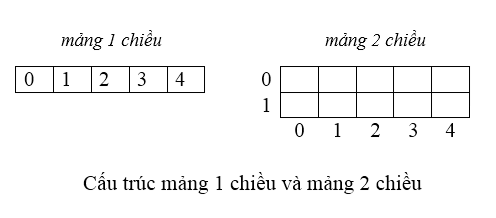 mảng 1 chiều
mảng 2 chiều
0 1 2 3 4
0
1
0 1 2 3 4
Cấu trúc mảng 1 chiều và mảng 2 chiều